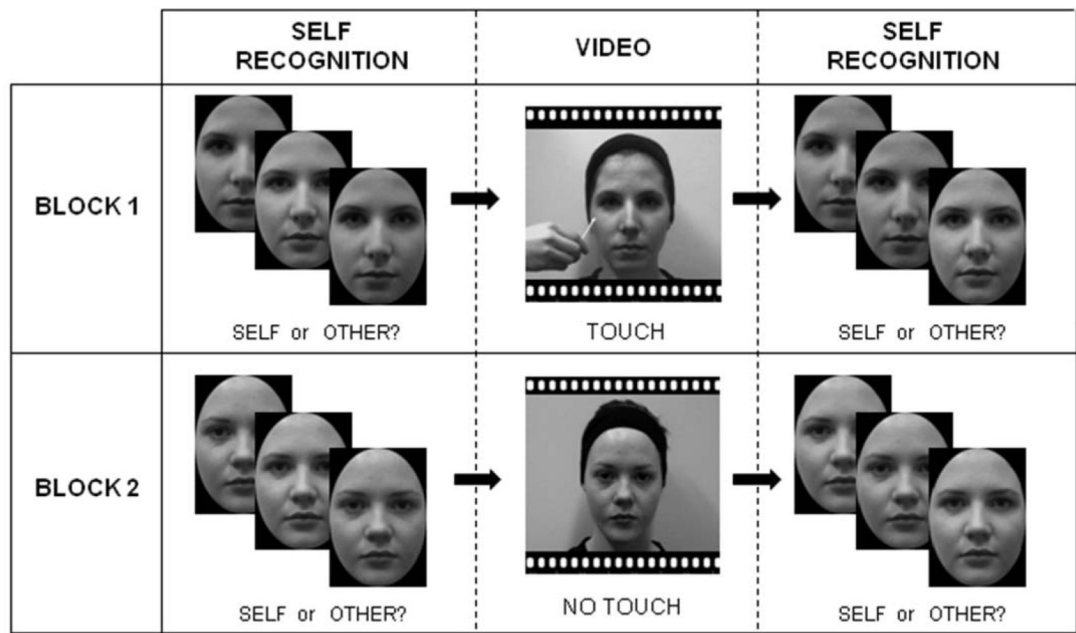 SELF
RECOGNITION
VIDEO
SELF
RECOGNITION
BLOCK 1
SELF or OTHER?
TOUCH
SELF or OTHER?
BLOCK 2
SELF or OTHER?
NO TOUCH
SELF or OTHER?